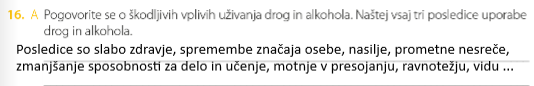 16. A Pogovorite se o škodljivih vplivih uživanja drog in alkohola. Naštej vsaj tri posledice uporabe
drog in alkohola.
Posledice so slabo zdravje, spremembe značaja osebe, nasilje, prometne nesreče,
zmanjšanje sposobnosti za delo in učenje, motnje v presojanju, ravnotežju, vidu ...